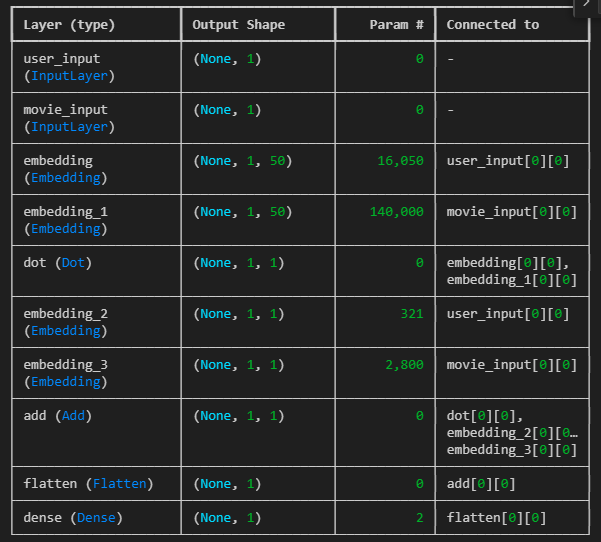 Layer (type) Output Shape Param # Connected to
user_input (None, 1) 0 -
(InputLayer)
movie_input (None, 1) 0 -
(InputLayer)
embedding (None, 1, 50) 16,050 user_input[0][0]
(Embedding)
embedding_1 (None, 1, 50) 140,000 movie_input[0][0]
(Embedding)
dot (Dot) (None, 1, 1) 0 embedding[0][0],
embedding_1[0][0]
embedding_2 (None, 1, 1) 321 user_input[0][0]
(Embedding)
embedding_3 (None, 1, 1) 2,800 movie_input[0][0]
(Embedding)
add (Add) (None, 1, 1) 0 dot[0][0],
embedding_2[0][0…
embedding_3[0][0]
flatten (Flatten) (None, 1) 0 add[0][0]
dense (Dense) (None, 1) 2 flatten[0][0]